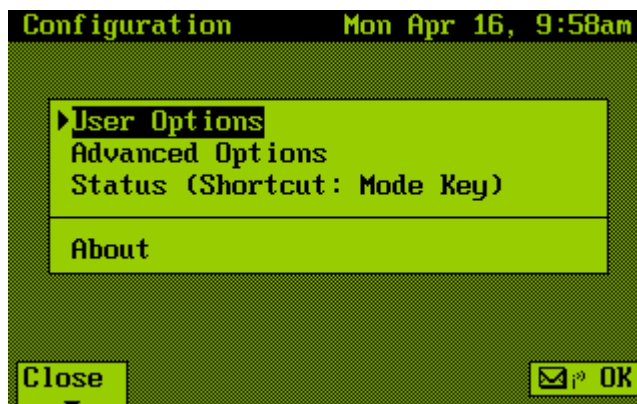 Configuration Mon Apr 16, 9:58am
User Options
Advanced Options
Status (Shortcut: Mode Key)
About
Close OK